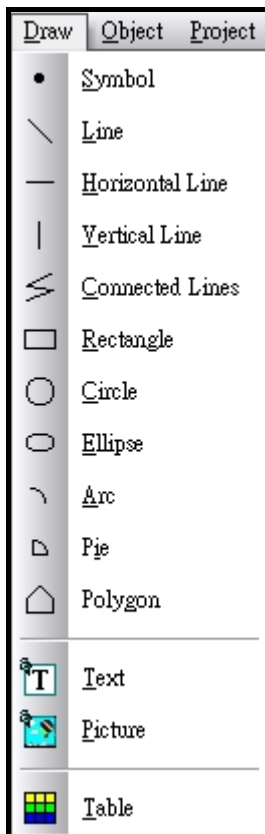 Draw Object Project
Symbol
Line
Horizontal Line
Vertical Line
Connected Lines
Rectangle
Circle
Ellipse
Arc
Pie
Polygon
a T Text
a Picture
Table